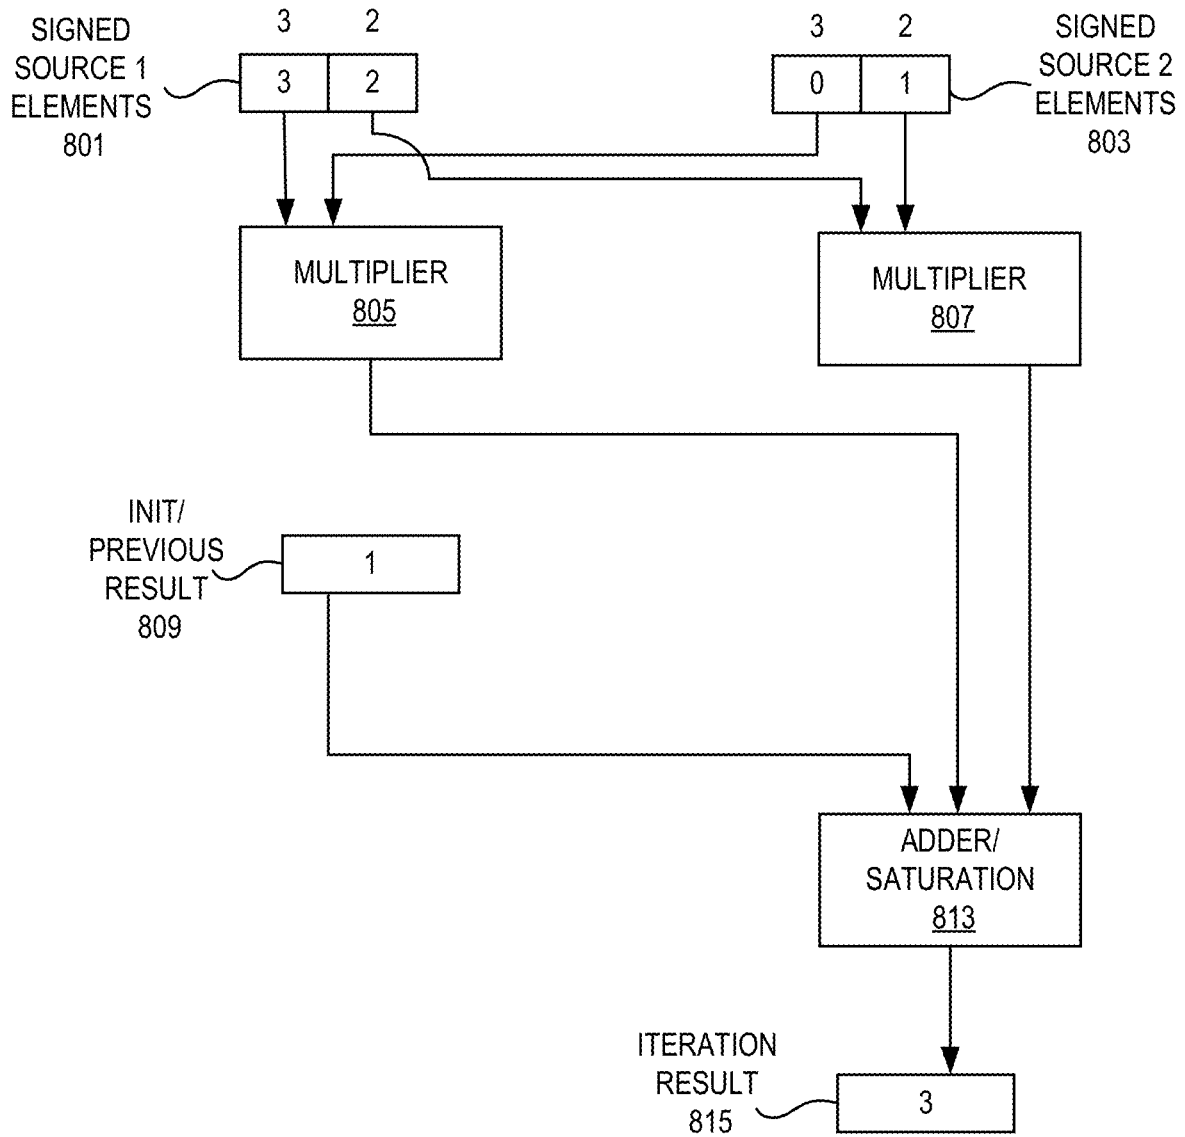 SIGNED
SOURCE 1
ELEMENTS
801
3 2
3 2
3 2
0 1
SIGNED
SOURCE 2
ELEMENTS
803
MULTIPLIER
805
MULTIPLIER
807
INIT/
PREVIOUS
RESULT
809
1
ADDER/
SATURATION
813
ITERATION
RESULT
815
3